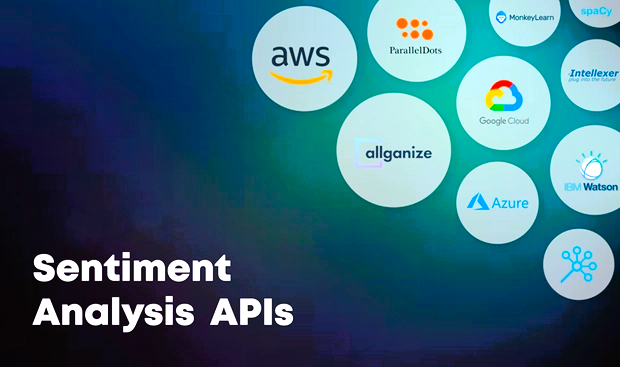 spaCy
MonkeyLearn
aws
ParallelDots
Intellexer
plug into the future
Google Cloud
allganize
IBM Watson
Azure
Sentiment
Analysis APIs